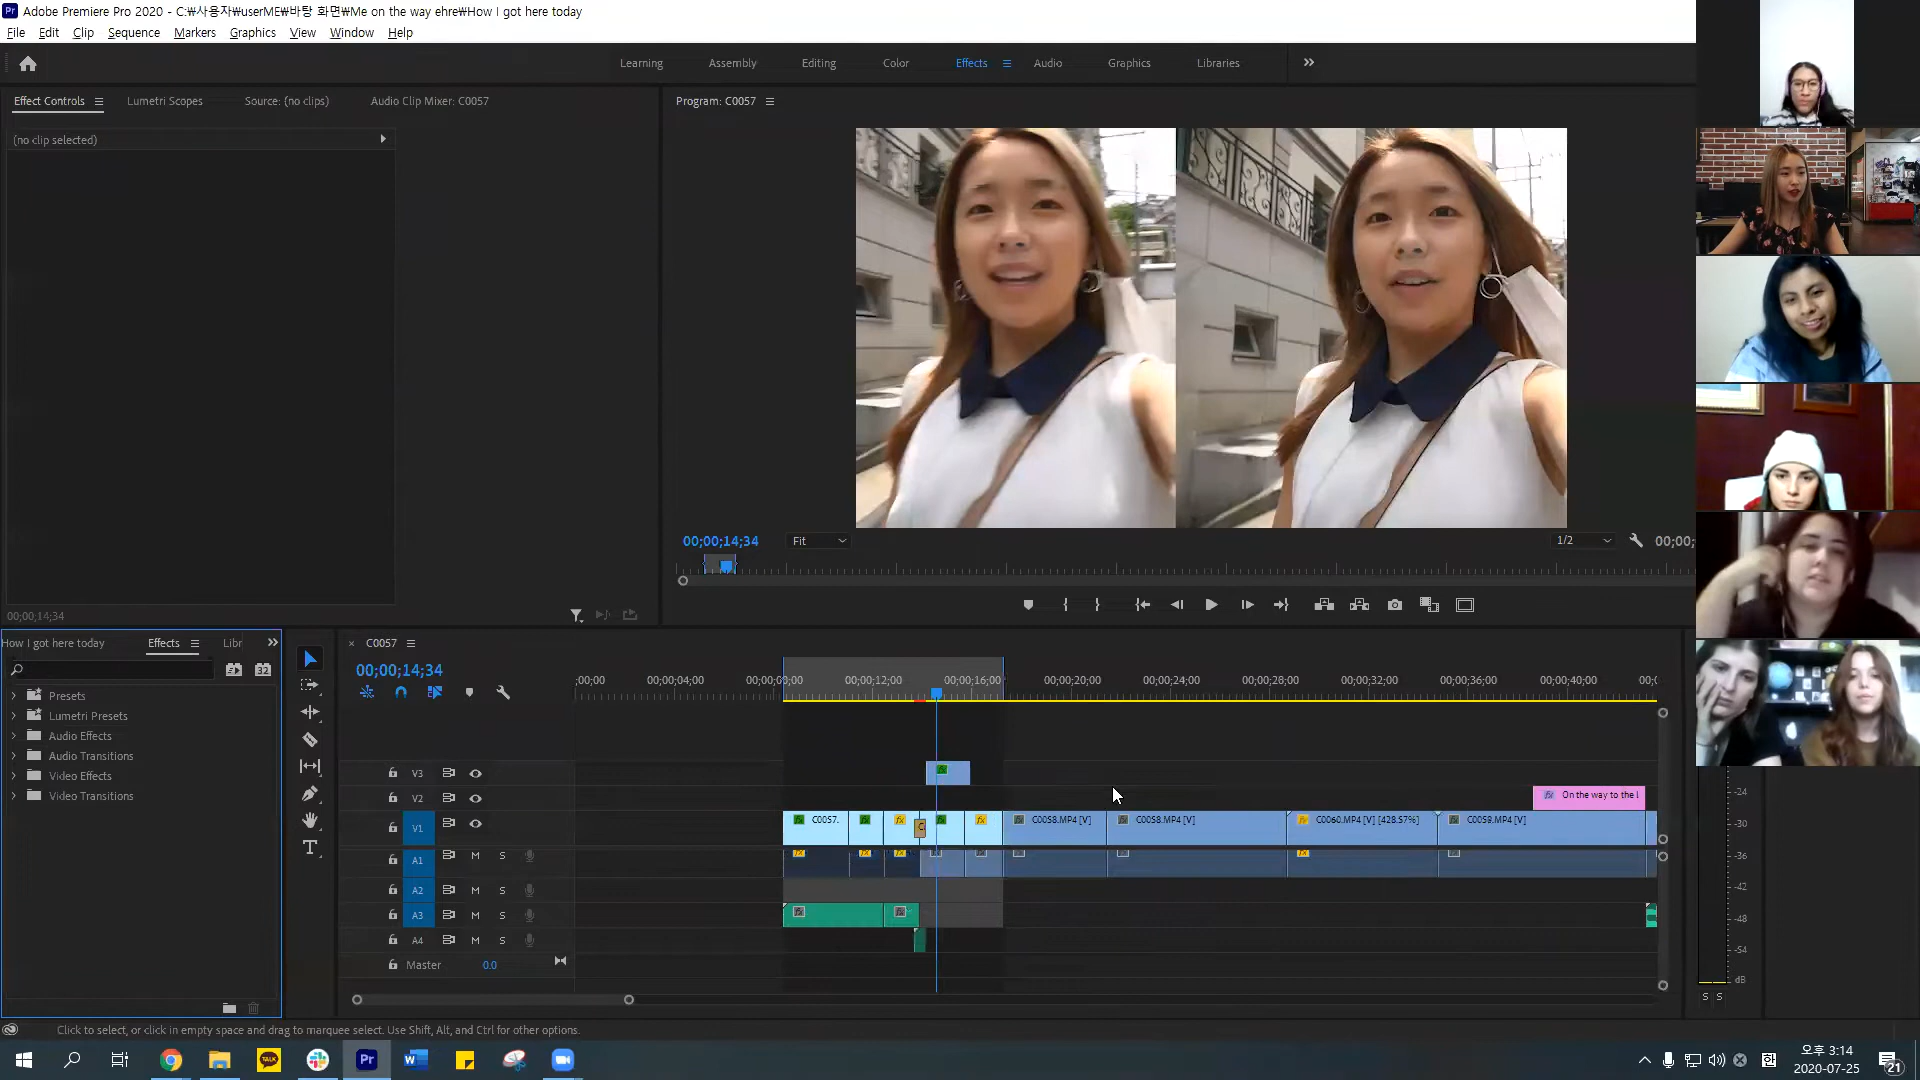 Adobe Premiere Pro 2020 - C:￦사용자￦userME￦바탕 화면￦Me on the way ehre￦How I got here today
File Edit Clip Sequence Markers Graphics View Window Help
Learning Assembly Editing Color Effects Audio Graphics Libraries
Effect Controls Lumetri Scopes Source: (no clips) Audio Clip Mixer: C0057 Program: C0057
(no clip selected)
00;00;14;34 Fit 1/2 00;00;
00;00;14;34
How I got here today Effects Libr C0057
00;00;14;34
;00;00 00;00;04;00 00;00;09;00 00;00;12;00 00;00;16;00 00;00;20;00 00;00;24;00 00;00;28;00 00;00;32;00 00;00;36;00 00;00;40;00
Presets
Lumetri Presets
Audio Effects
Audio Transitions
Video Effects
Video Transitions
V3
V2 On the way to the l
V1 C0057. C0058.MP4 [V] C0058.MP4 [V] C0060.MP4 [V] [428.57%] C0059.MP4 [V]
A1 M S
A2 M S
A3 M S
A4 M S
Master 0.0
-24
-30
-36
-42
-48
-54
dB
S S
Click to select, or click in empty space and drag to marquee select. Use Shift, Alt, and Ctrl for other options.
TALK Pr W 한 오후 3:14
2020-07-25 21